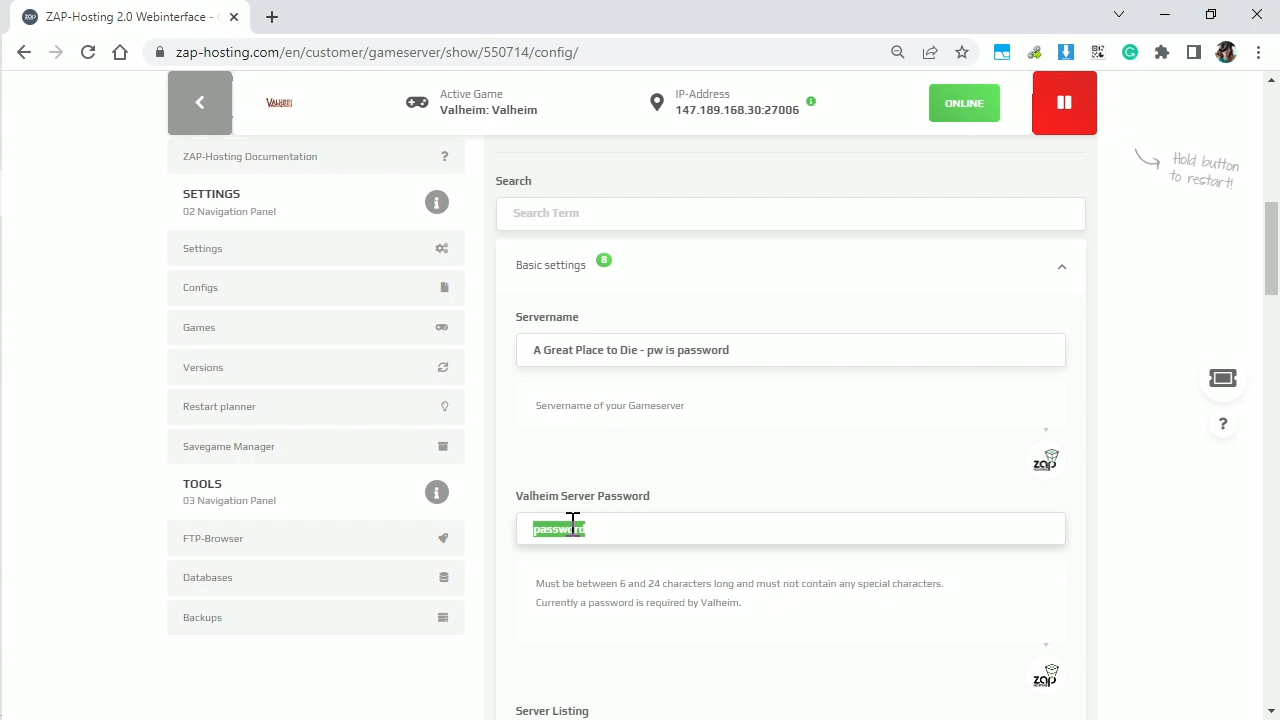 ZAP-Hosting 2.0 Webinterface -
zap-hosting.com/en/customer/gameserver/show/550714/config/
VALHEIM
Active Game
Valheim: Valheim
IP-Address
147.189.168.30:27006
ONLINE
Hold button
to restart!
ZAP-Hosting Documentation
?
SETTINGS
02 Navigation Panel
Settings
Configs
Games
Versions
Restart planner
Savegame Manager
TOOLS
03 Navigation Panel
FTP-Browser
Databases
Backups
Search
Search Term
Basic settings 8
Servername
A Great Place to Die - pw is password
Servername of your Gameserver
zap
Valheim Server Password
password
Must be between 6 and 24 characters long and must not contain any special characters.
Currently a password is required by Valheim.
zap
Server Listing
?